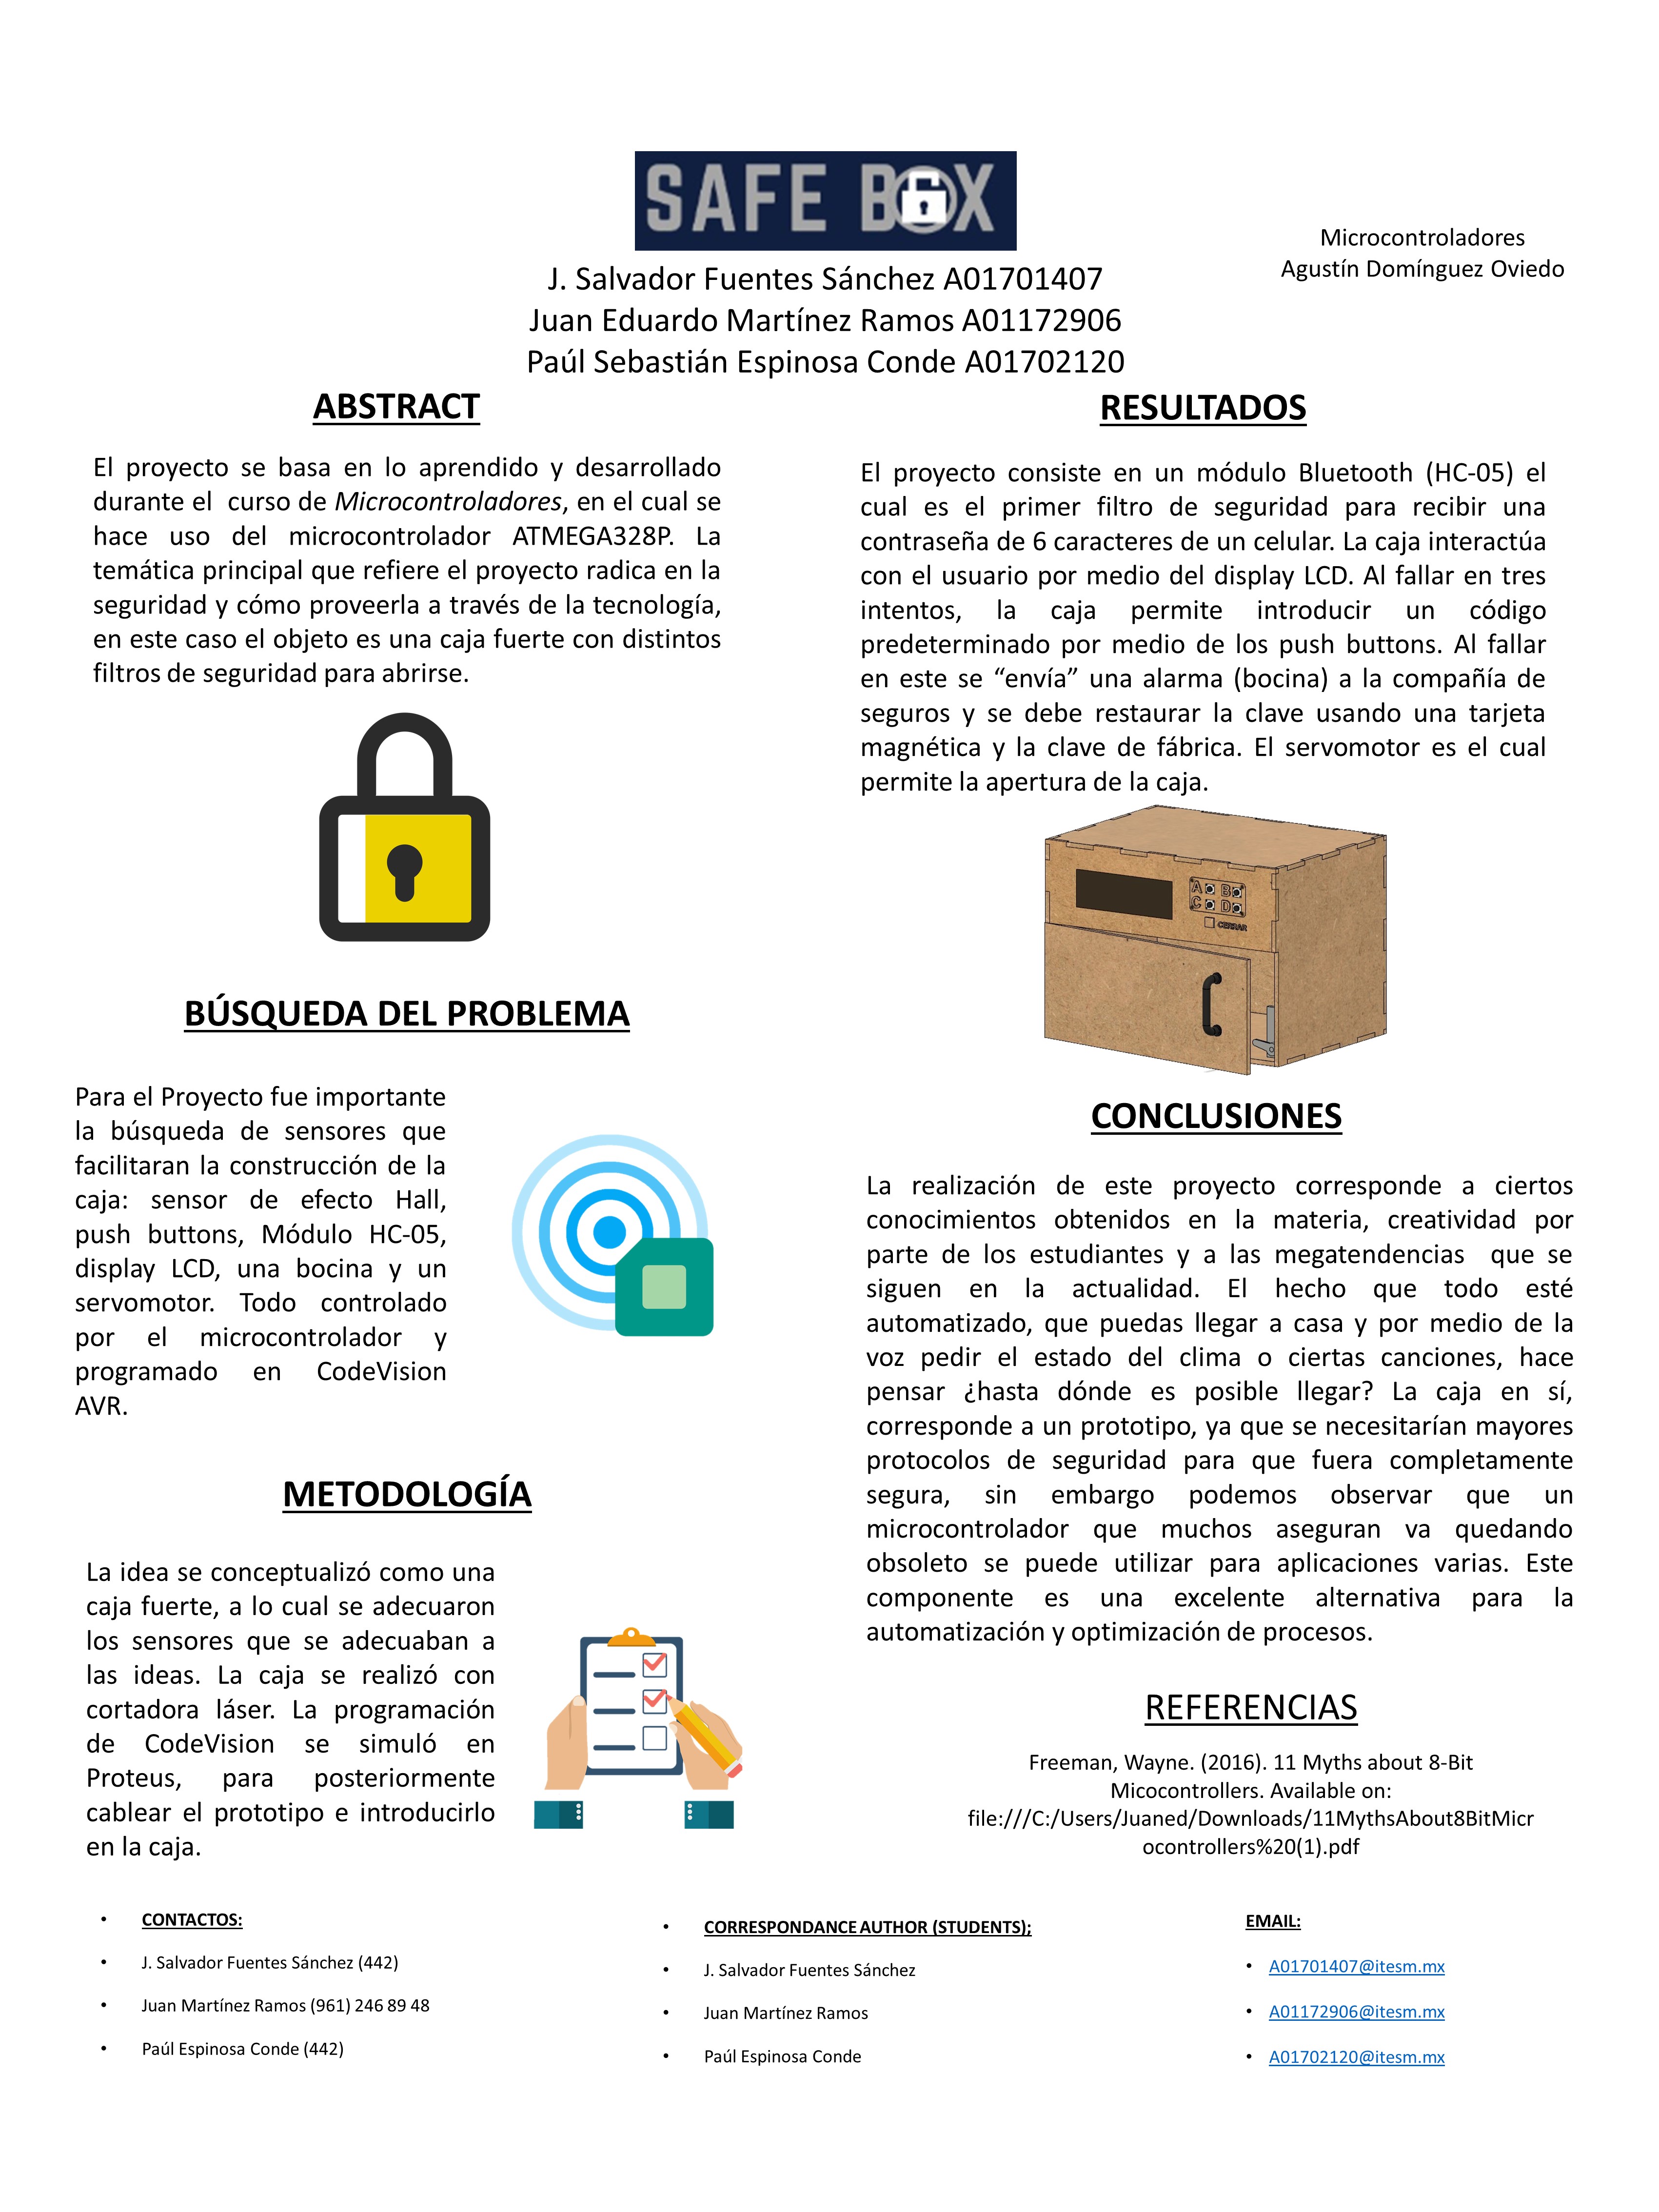 SAFE BOX
Microcontroladores
Agustín Domínguez Oviedo
J. Salvador Fuentes Sánchez A01701407
Juan Eduardo Martínez Ramos A01172906
Paúl Sebastián Espinosa Conde A01702120
ABSTRACT
El proyecto se basa en lo aprendido y desarrollado
durante el curso de Microcontroladores, en el cual se
hace uso del microcontrolador ATMEGA328P. La
temática principal que refiere el proyecto radica en la
seguridad y cómo proveerla a través de la tecnología,
en este caso el objeto es una caja fuerte con distintos
filtros de seguridad para abrirse.
BÚSQUEDA DEL PROBLEMA
Para el Proyecto fue importante
la búsqueda de sensores que
facilitaran la construcción de la
caja: sensor de efecto Hall,
push buttons, Módulo HC-05,
display LCD, una bocina y un
servomotor. Todo controlado
por el microcontrolador y
programado en CodeVision
AVR.
METODOLOGÍA
La idea se conceptualizó como una
caja fuerte, a lo cual se adecuaron
los sensores que se adecuaban a
las ideas. La caja se realizó con
cortadora láser. La programación
de CodeVision se simuló en
Proteus, para posteriormente
cablear el prototipo e introducirlo
en la caja.
RESULTADOS
El proyecto consiste en un módulo Bluetooth (HC-05) el
cual es el primer filtro de seguridad para recibir una
contraseña de 6 caracteres de un celular. La caja interactúa
con el usuario por medio del display LCD. Al fallar en tres
intentos, la caja permite introducir un código
predeterminado por medio de los push buttons. Al fallar
en este se “envía” una alarma (bocina) a la compañía de
seguros y se debe restaurar la clave usando una tarjeta
magnética y la clave de fábrica. El servomotor es el cual
permite la apertura de la caja.
A B
C D
CERRAR
CONCLUSIONES
La realización de este proyecto corresponde a ciertos
conocimientos obtenidos en la materia, creatividad por
parte de los estudiantes y a las megatendencias que se
siguen en la actualidad. El hecho que todo esté
automatizado, que puedas llegar a casa y por medio de la
voz pedir el estado del clima o ciertas canciones, hace
pensar ¿hasta dónde es posible llegar? La caja en sí,
corresponde a un prototipo, ya que se necesitarían mayores
protocolos de seguridad para que fuera completamente
segura, sin embargo podemos observar que un
microcontrolador que muchos aseguran va quedando
obsoleto se puede utilizar para aplicaciones varias. Este
componente es una excelente alternativa para la
automatización y optimización de procesos.
REFERENCIAS
Freeman, Wayne. (2016). 11 Myths about 8-Bit
Micocontrollers. Available on:
file:///C:/Users/Juaned/Downloads/11MythsAbout8BitMicr
ocontrollers%20(1).pdf
• CONTACTOS:
• J. Salvador Fuentes Sánchez (442)
• Juan Martínez Ramos (961) 246 89 48
• Paúl Espinosa Conde (442)
• CORRESPONDANCE AUTHOR (STUDENTS);
• J. Salvador Fuentes Sánchez
• Juan Martínez Ramos
• Paúl Espinosa Conde
EMAIL:
• A01701407@itesm.mx
• A01172906@itesm.mx
• A01702120@itesm.mx